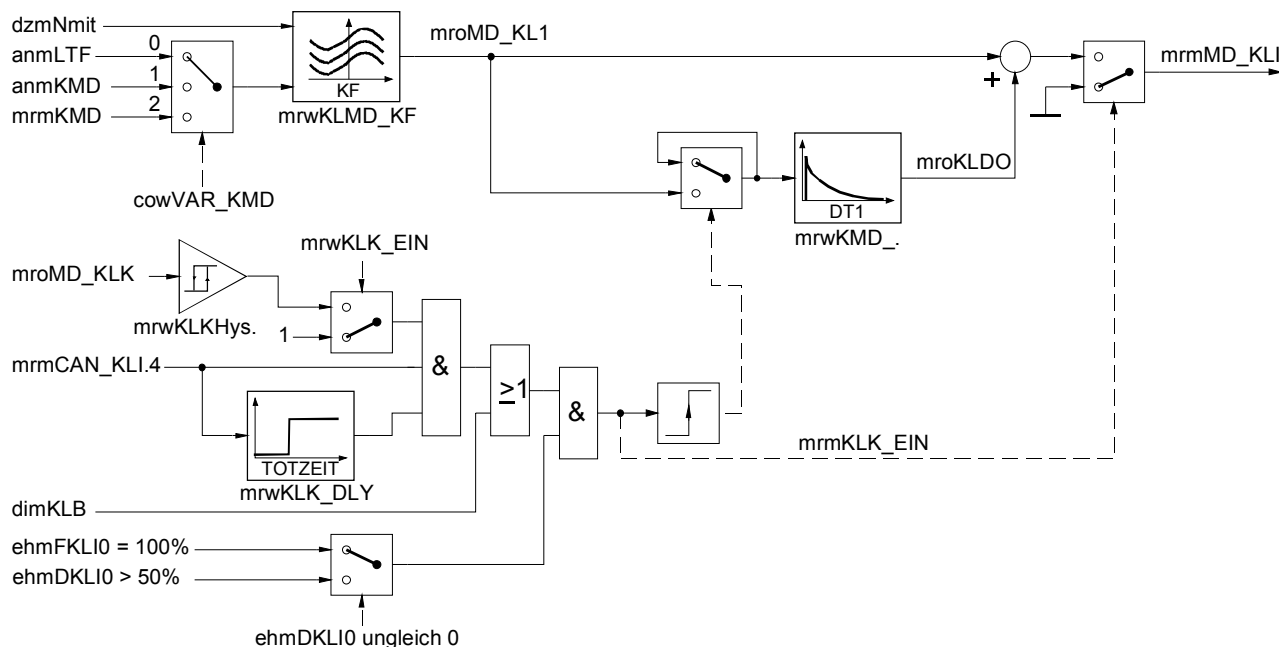 dzmNmit
anmLTF
0
anmKMD
1
mrmKMD
2
cowVAR_KMD
KF
mrwKLMD_KF
mroMD_KL1
+
mrmMD_KLI
mroKLDO
DT1
mrwKMD_.
mrwKLK_EIN
mroMD_KLK
mrwKLKHys.
1
mrmCAN_KLI.4
&
≥1
&
TOTZEIT
mrwKLK_DLY
mrmKLK_EIN
dimKLB
ehmFKLI0 = 100%
ehmDKLI0 > 50%
ehmDKLI0 ungleich 0